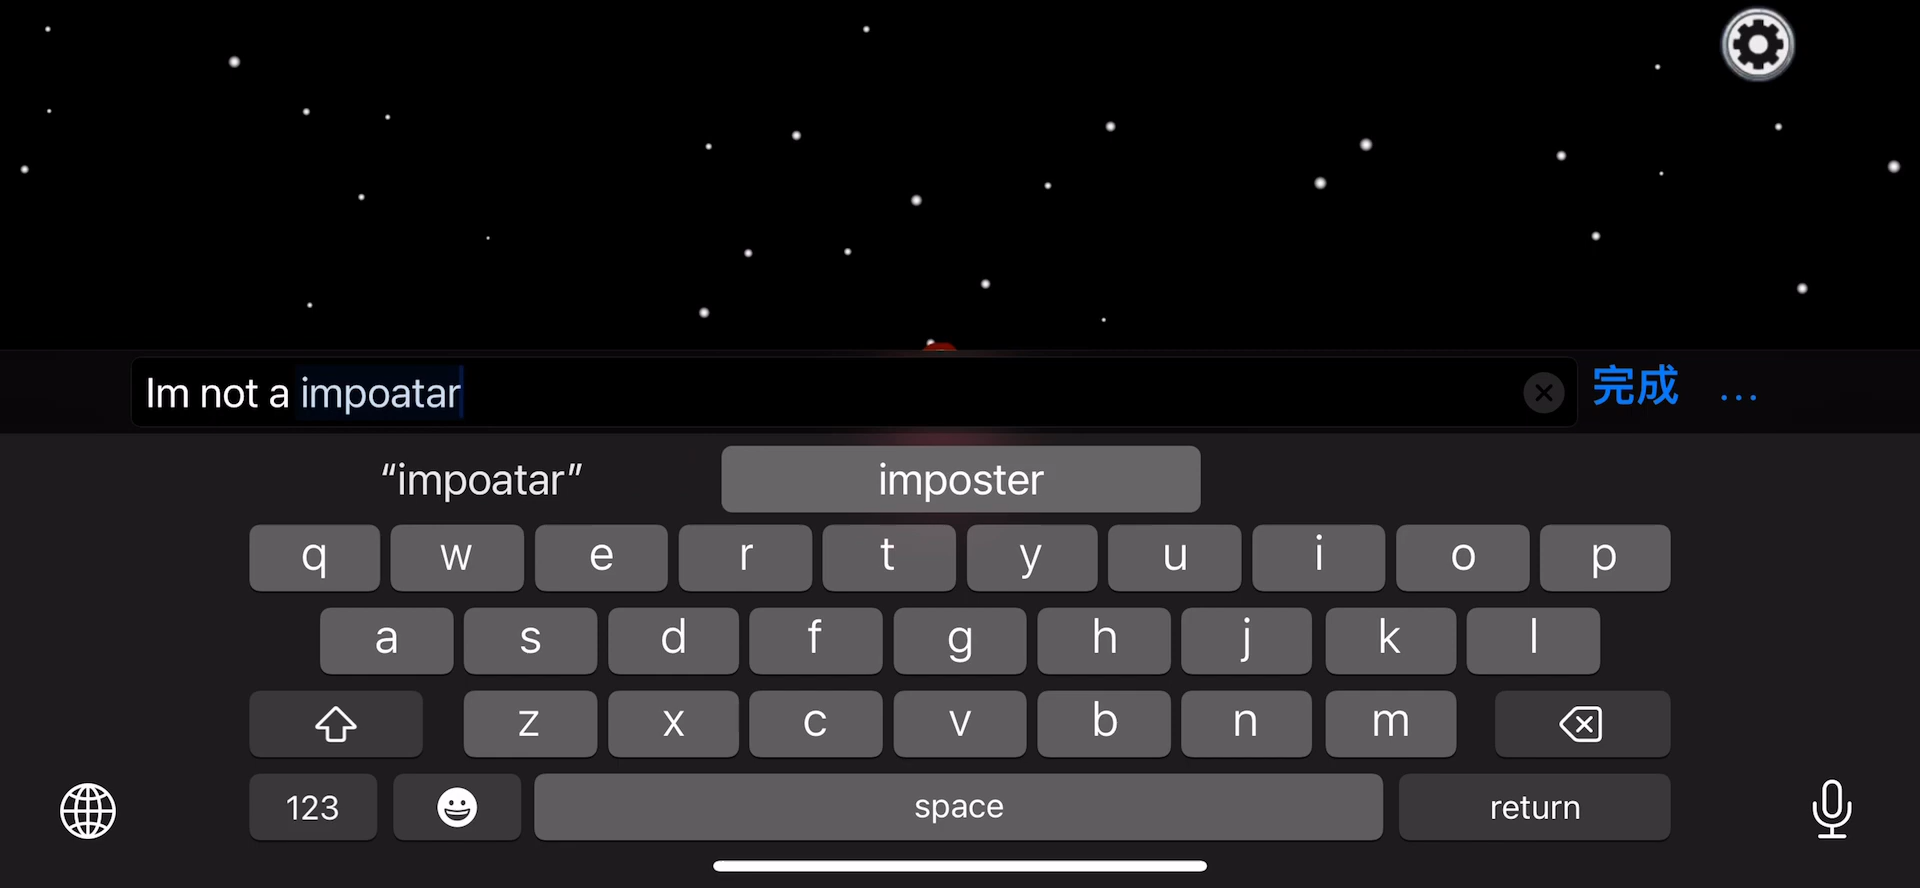 Im not a impoatar
完成 ...
“impoatar” imposter
q w e r t y u i o p
a s d f g h j k l
z x c v b n m
123 space return